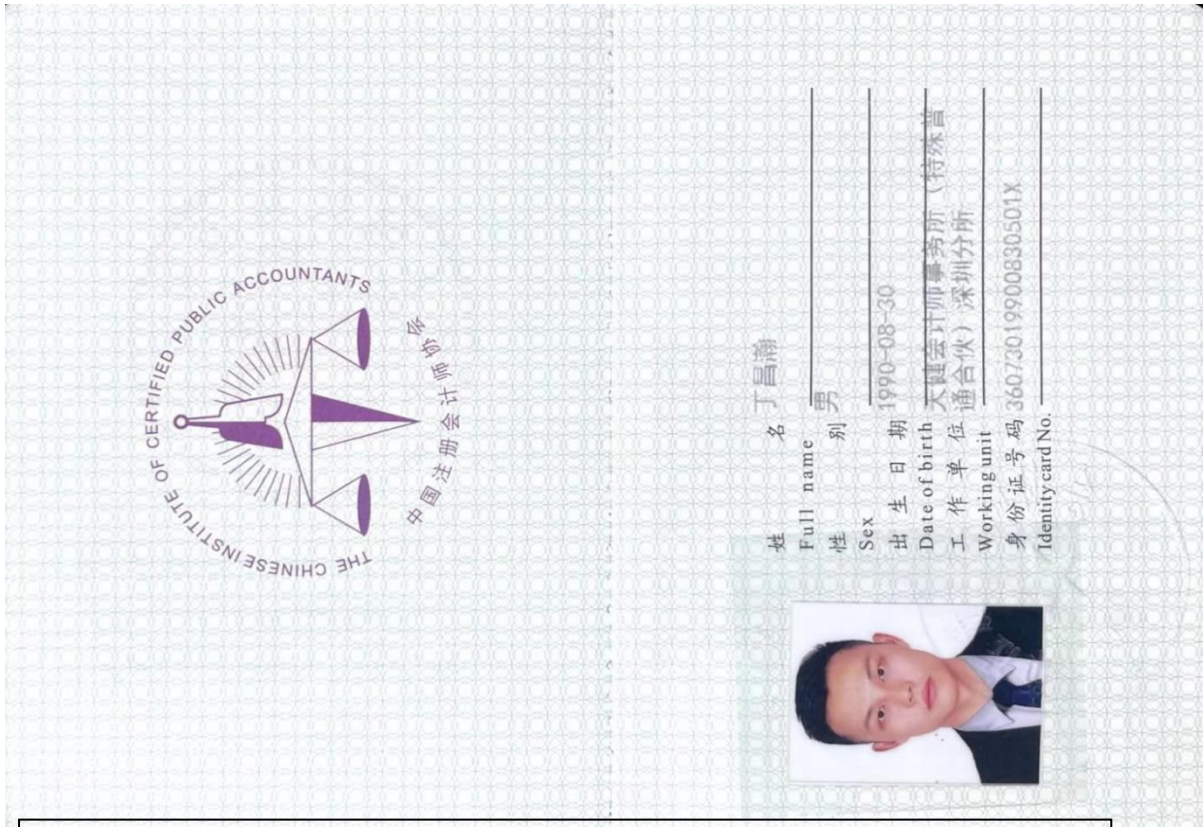 THE CHINESE INSTITUTE OF CERTIFIED PUBLIC ACCOUNTANTS
中国注册会计师协会
姓 名 丁昌瀚
Full name
性 别 男
Sex
出 生 日 期 1990-08-30
Date of birth
工 作 单 位 天健会计师事务所（特殊普
通合伙）深圳分所
Working unit
身份证号码 36073019900830501X
Identity card No.